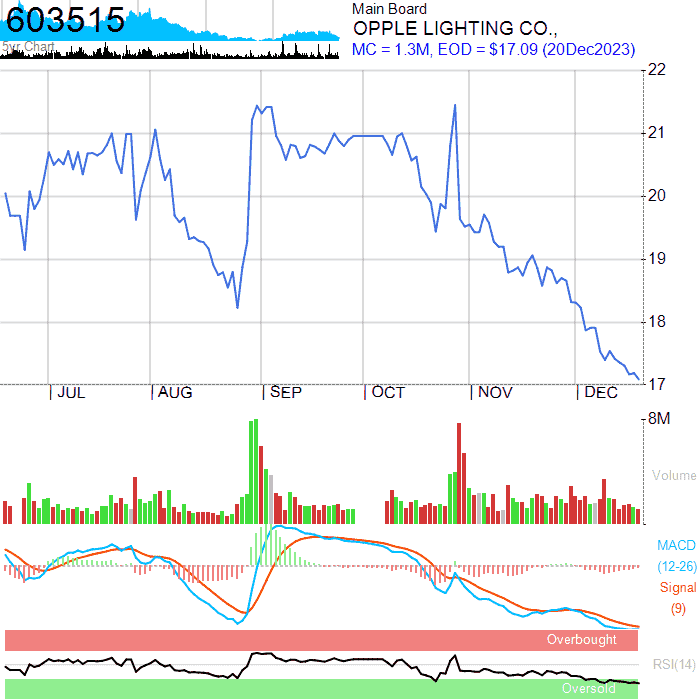 603515
5yr Chart
Main Board
OPPLE LIGHTING CO.,
MC = 1.3M, EOD = $17.09 (20Dec2023)
22
21
20
19
18
17
JUL AUG SEP OCT NOV DEC
8M
Volume
MACD
(12-26)
Signal
(9)
Overbought
RSI(14)
Oversold